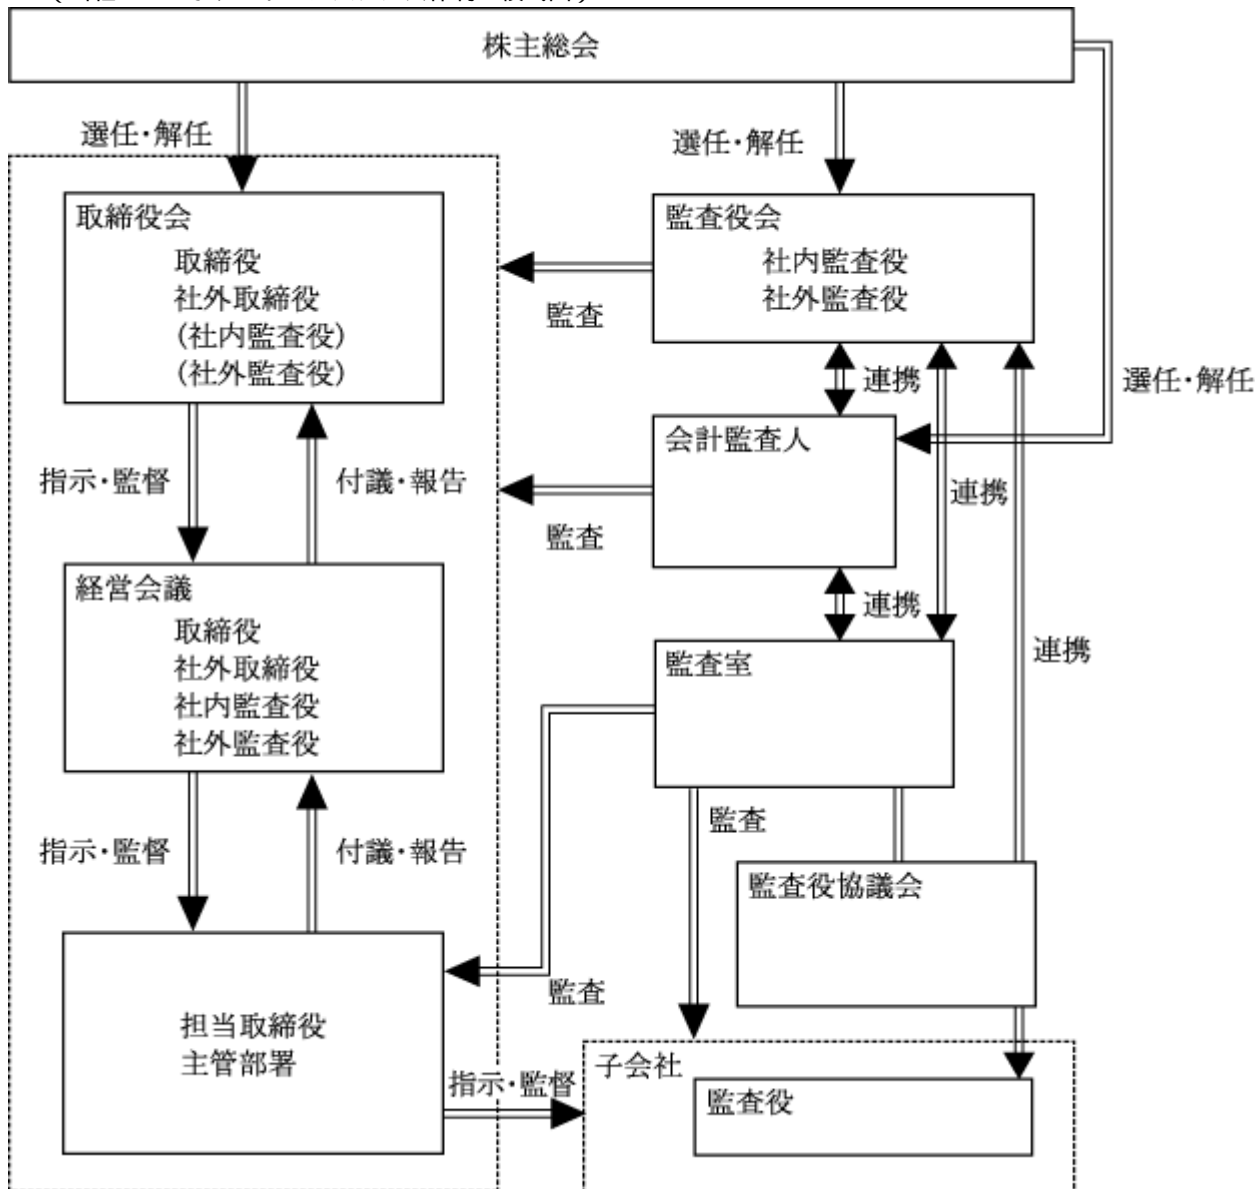 株主総会
選任・解任
選任・解任
取締役会
取締役
社外取締役
(社内監査役)
(社外監査役)
監査役会
社内監査役
社外監査役
監査
連携
選任・解任
会計監査人
指示・監督
付議・報告
連携
監査
経営会議
取締役
社外取締役
社内監査役
社外監査役
連携
監査室
連携
監査
指示・監督
付議・報告
監査役協議会
監査
担当取締役
主管部署
子会社
指示・監督
監査役